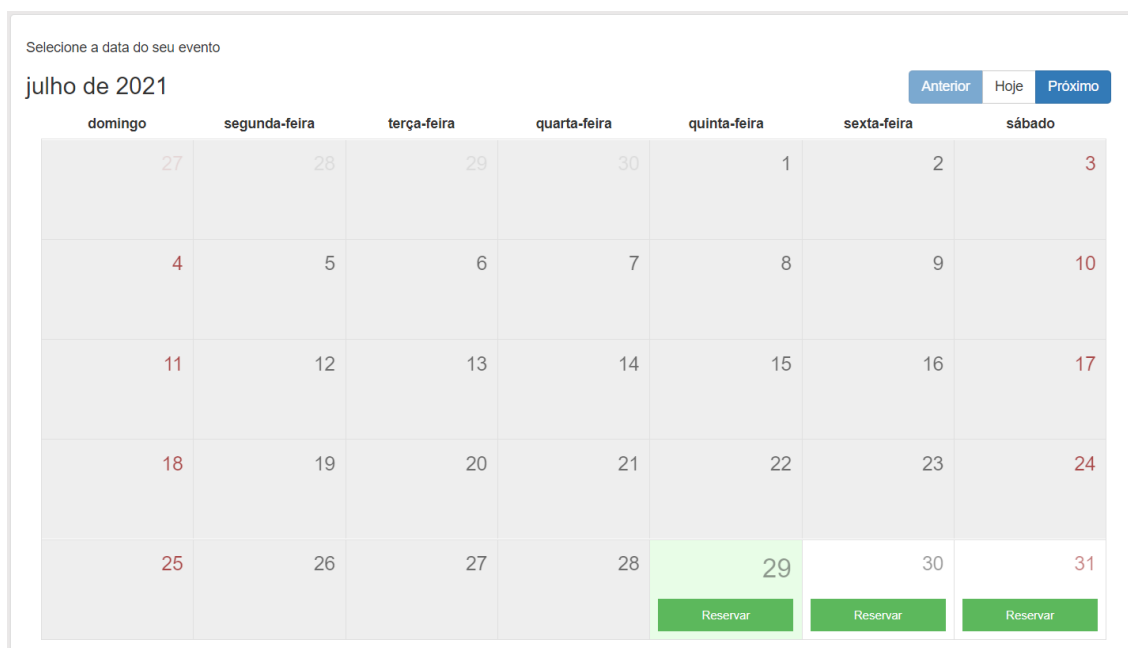 Selecione a data do seu evento
julho de 2021
Anterior Hoje Próximo
domingo segunda-feira terça-feira quarta-feira quinta-feira sexta-feira sábado
27 28 29 30 1 2 3
4 5 6 7 8 9 10
11 12 13 14 15 16 17
18 19 20 21 22 23 24
25 26 27 28 29 30 31
Reservar Reservar Reservar